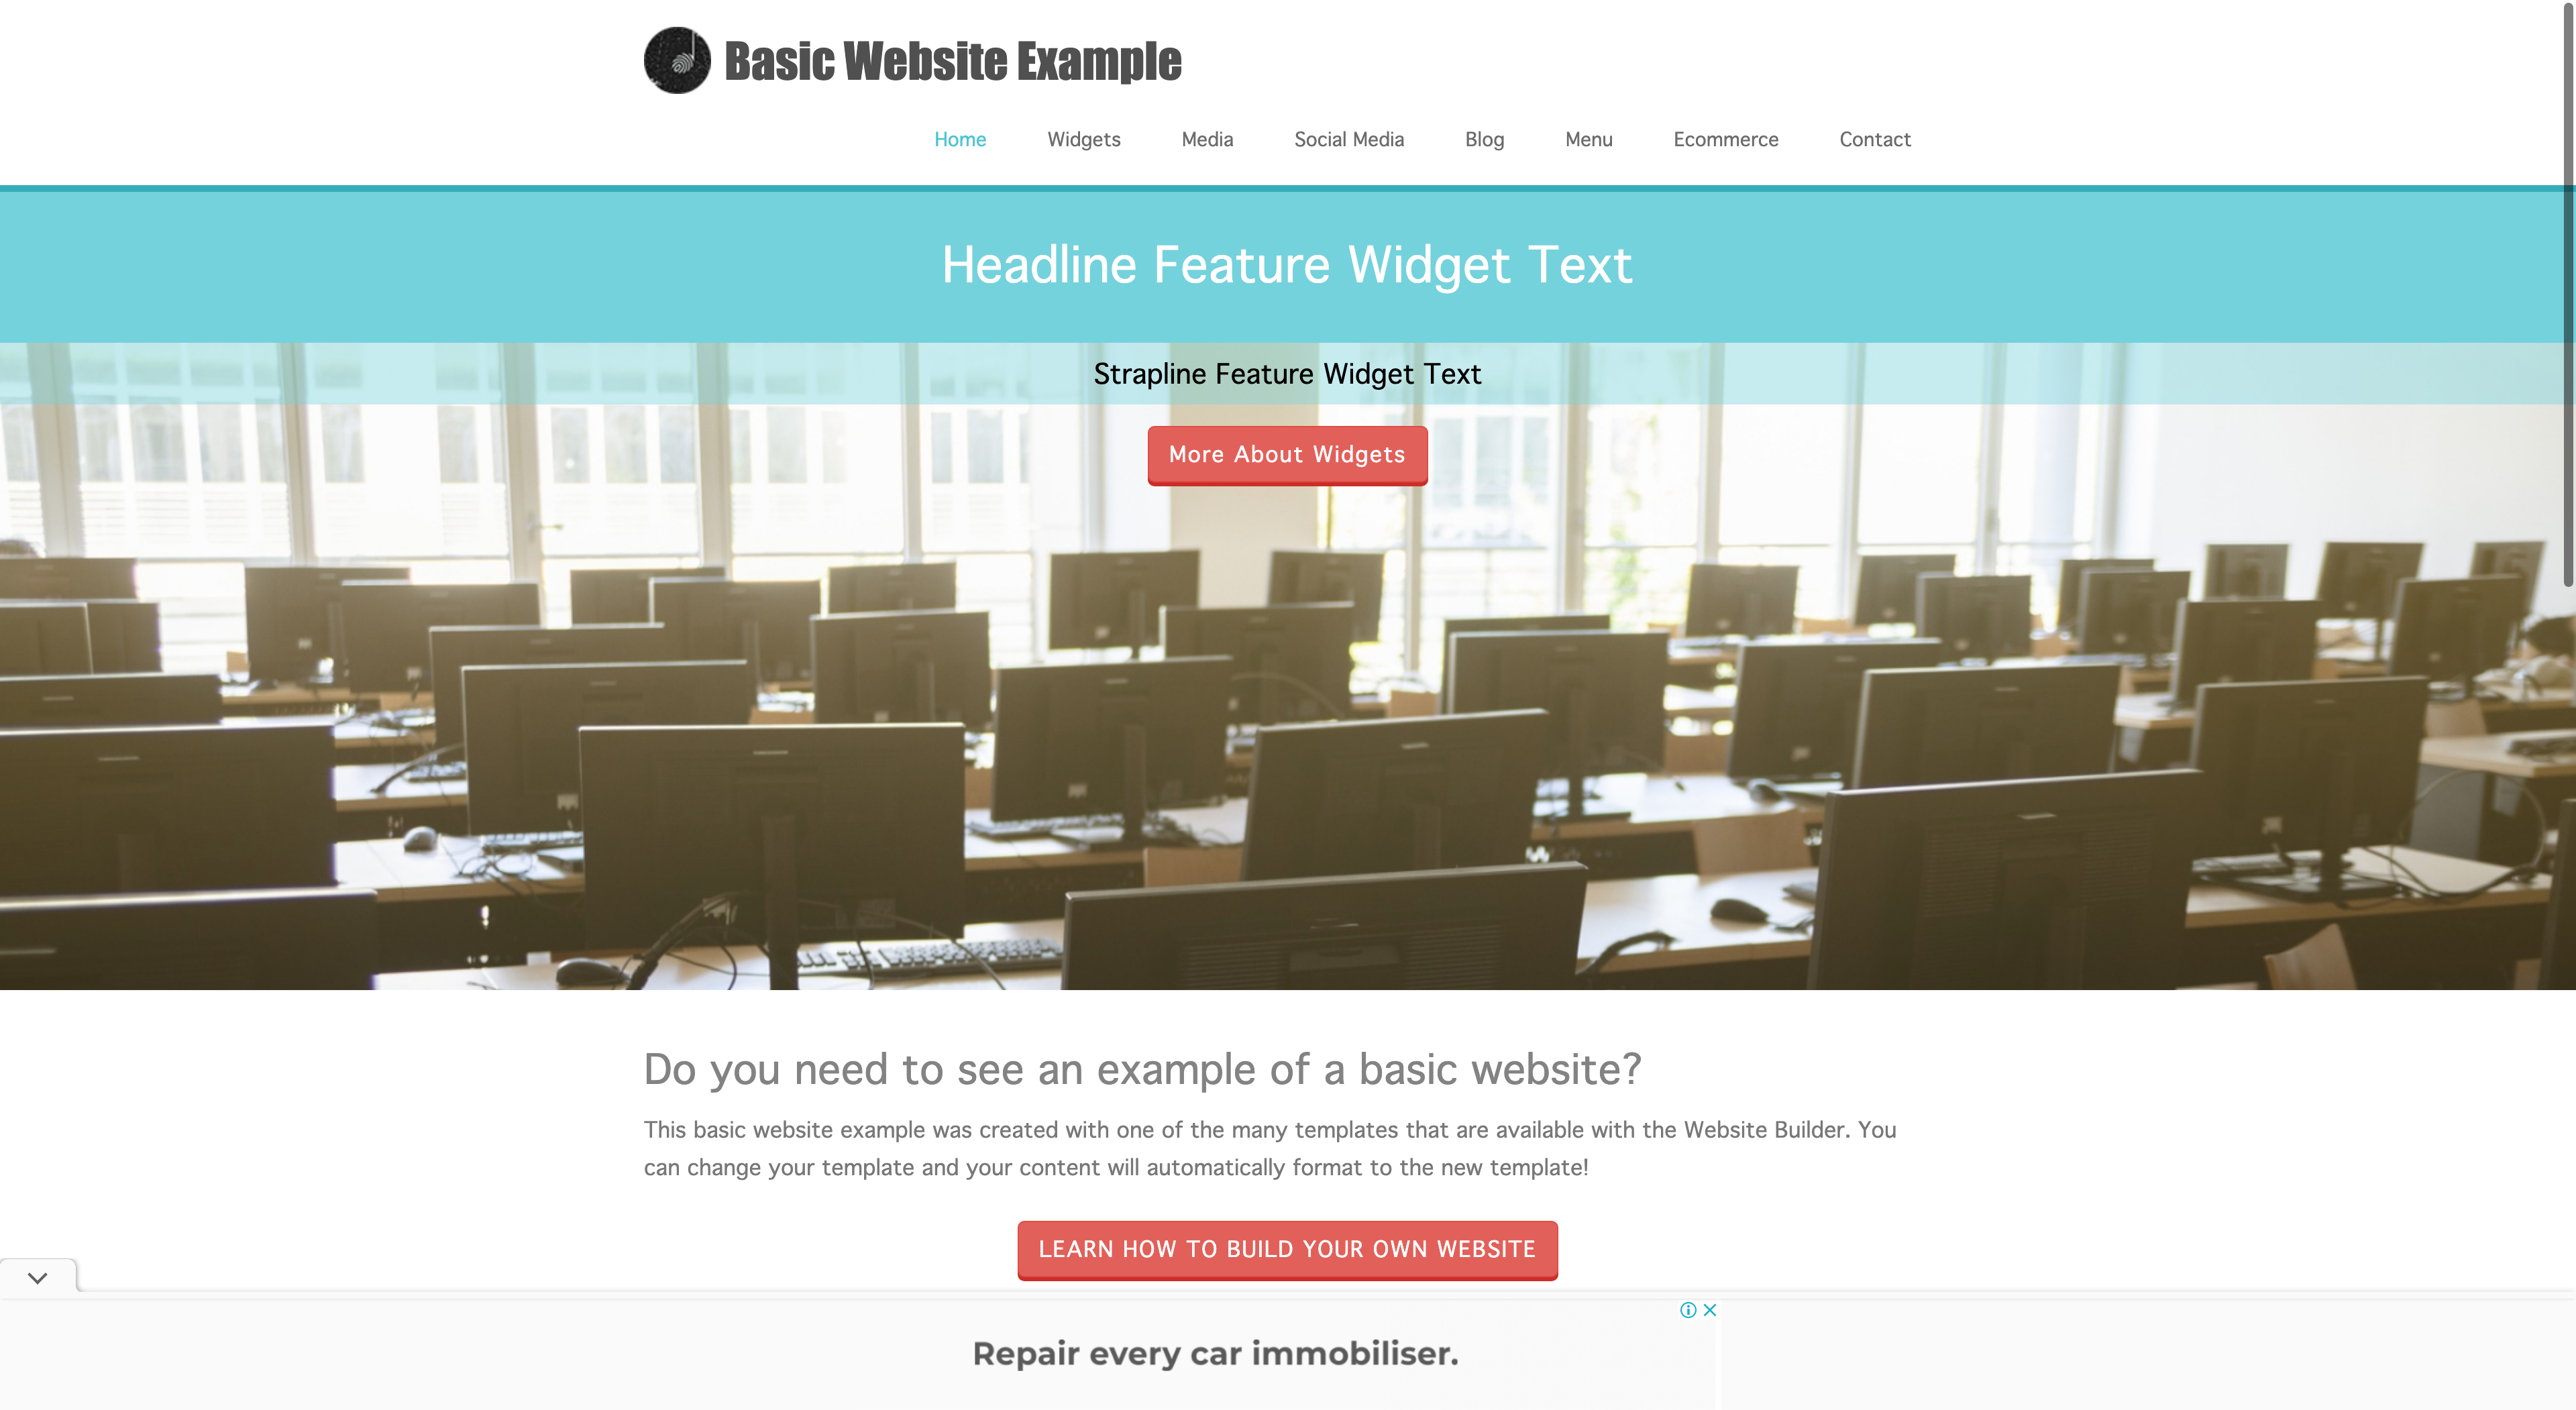 Basic Website Example
Home Widgets Media Social Media Blog Menu Ecommerce Contact
Headline Feature Widget Text
Strapline Feature Widget Text
More About Widgets
Do you need to see an example of a basic website?
This basic website example was created with one of the many templates that are available with the Website Builder. You
can change your template and your content will automatically format to the new template!
LEARN HOW TO BUILD YOUR OWN WEBSITE
Repair every car immobiliser.